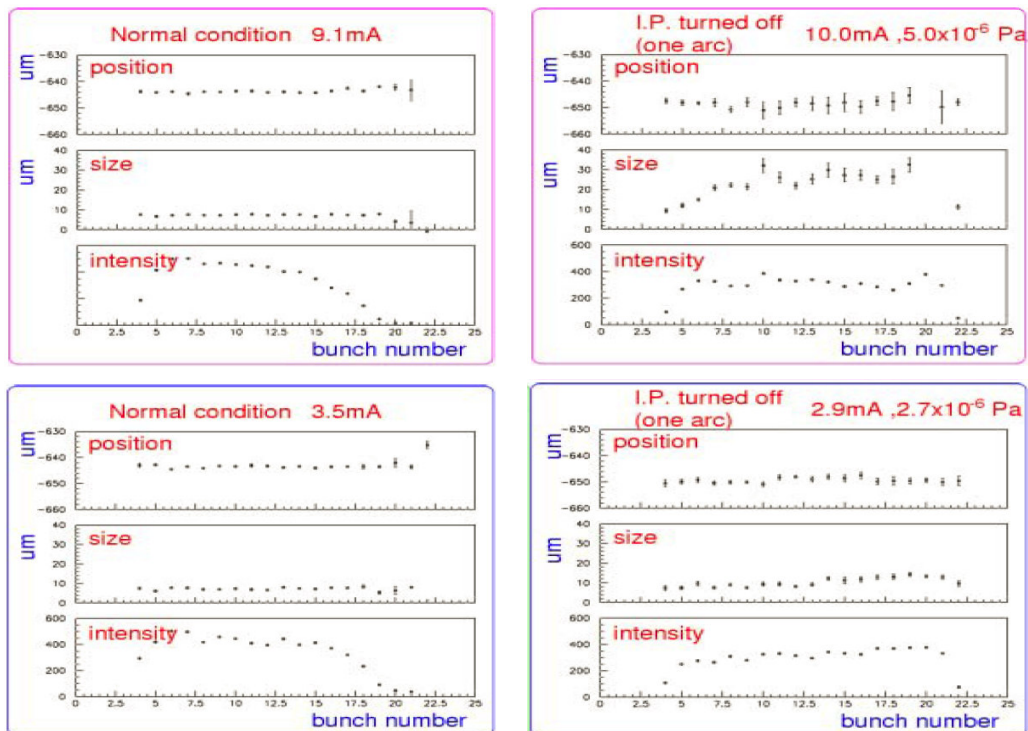 Normal condition 9.1mA
um
-630
position
-640
-650
-660
um
40
size
30
20
10
0
intensity
0 2.5 5 7.5 10 12.5 15 17.5 20 22.5 25
bunch number
I.P. turned off
(one arc) 10.0mA ,5.0x10-6 Pa
um
-630
position
-640
-650
-660
um
40
size
30
20
10
0
600
intensity
400
200
0
0 2.5 5 7.5 10 12.5 15 17.5 20 22.5 25
bunch number
Normal condition 3.5mA
um
-630
position
-640
-650
-660
um
40
size
30
20
10
0
600
intensity
400
200
0
0 2.5 5 7.5 10 12.5 15 17.5 20 22.5 25
bunch number
I.P. turned off
(one arc) 2.9mA ,2.7x10-6 Pa
um
-630
position
-640
-650
-660
um
40
size
30
20
10
0
600
intensity
400
200
0
0 2.5 5 7.5 10 12.5 15 17.5 20 22.5 25
bunch number